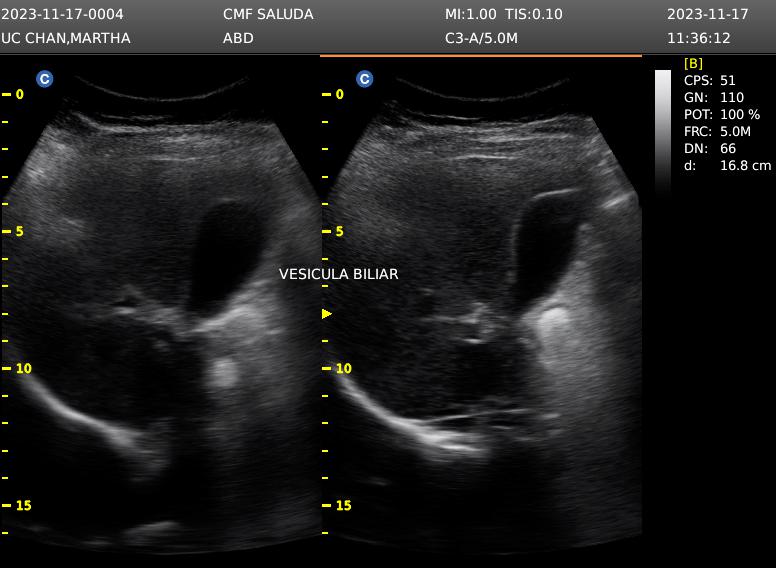 2023-11-17-0004 CMF SALUDA MI:1.00 TIS:0.10 2023-11-17
UC CHAN,MARTHA ABD C3-A/5.0M 11:36:12
C C
[B]
CPS: 51
GN: 110
POT: 100 %
FRC: 5.0M
DN: 66
d: 16.8 cm
0 0
5 5
VESICULA BILIAR
10 10
15 15